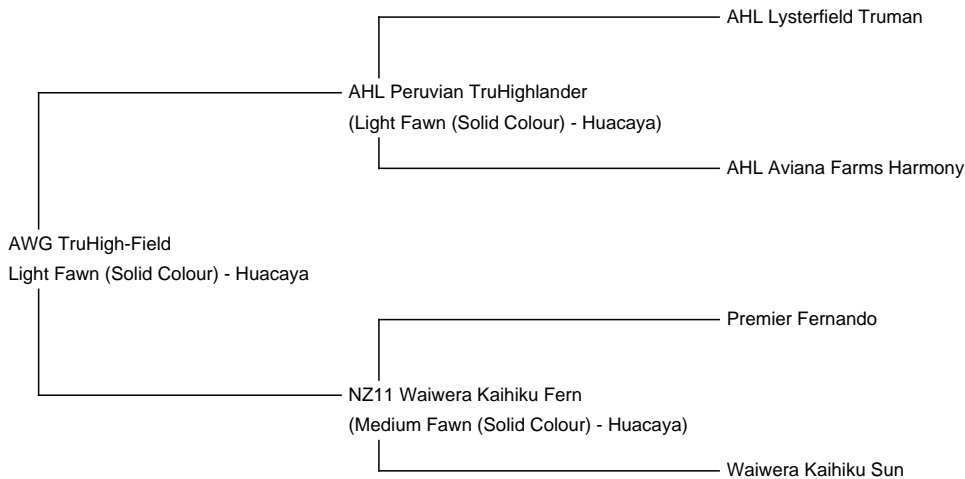 AHL Lysterfield Truman
AHL Peruvian TruHighlander
(Light Fawn (Solid Colour) - Huacaya)
AHL Aviana Farms Harmony
AWG TruHigh-Field
Light Fawn (Solid Colour) - Huacaya
Premier Fernando
NZ11 Waiwera Kaihiku Fern
(Medium Fawn (Solid Colour) - Huacaya)
Waiwera Kaihiku Sun